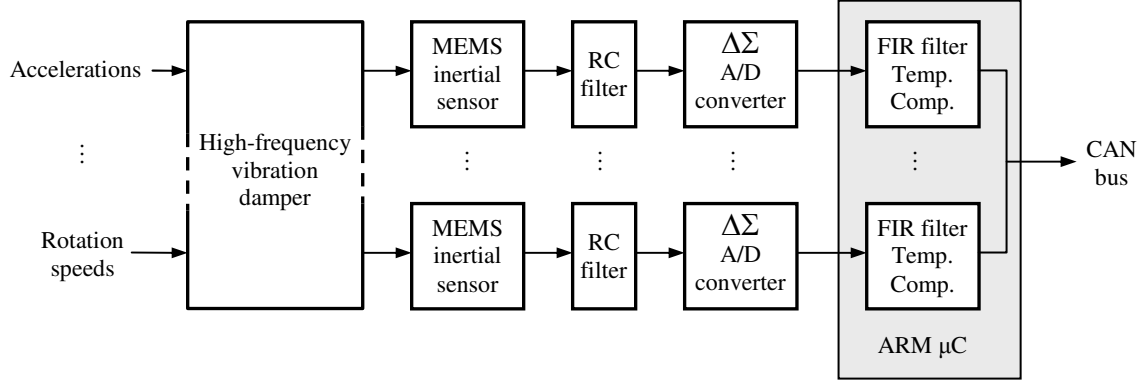 Accelerations
High-frequency
vibration
damper
MEMS
inertial
sensor
RC
filter
ΔΣ
A/D
converter
FIR filter
Temp.
Comp.
CAN
bus
Rotation
speeds
MEMS
inertial
sensor
RC
filter
ΔΣ
A/D
converter
FIR filter
Temp.
Comp.
ARM μC